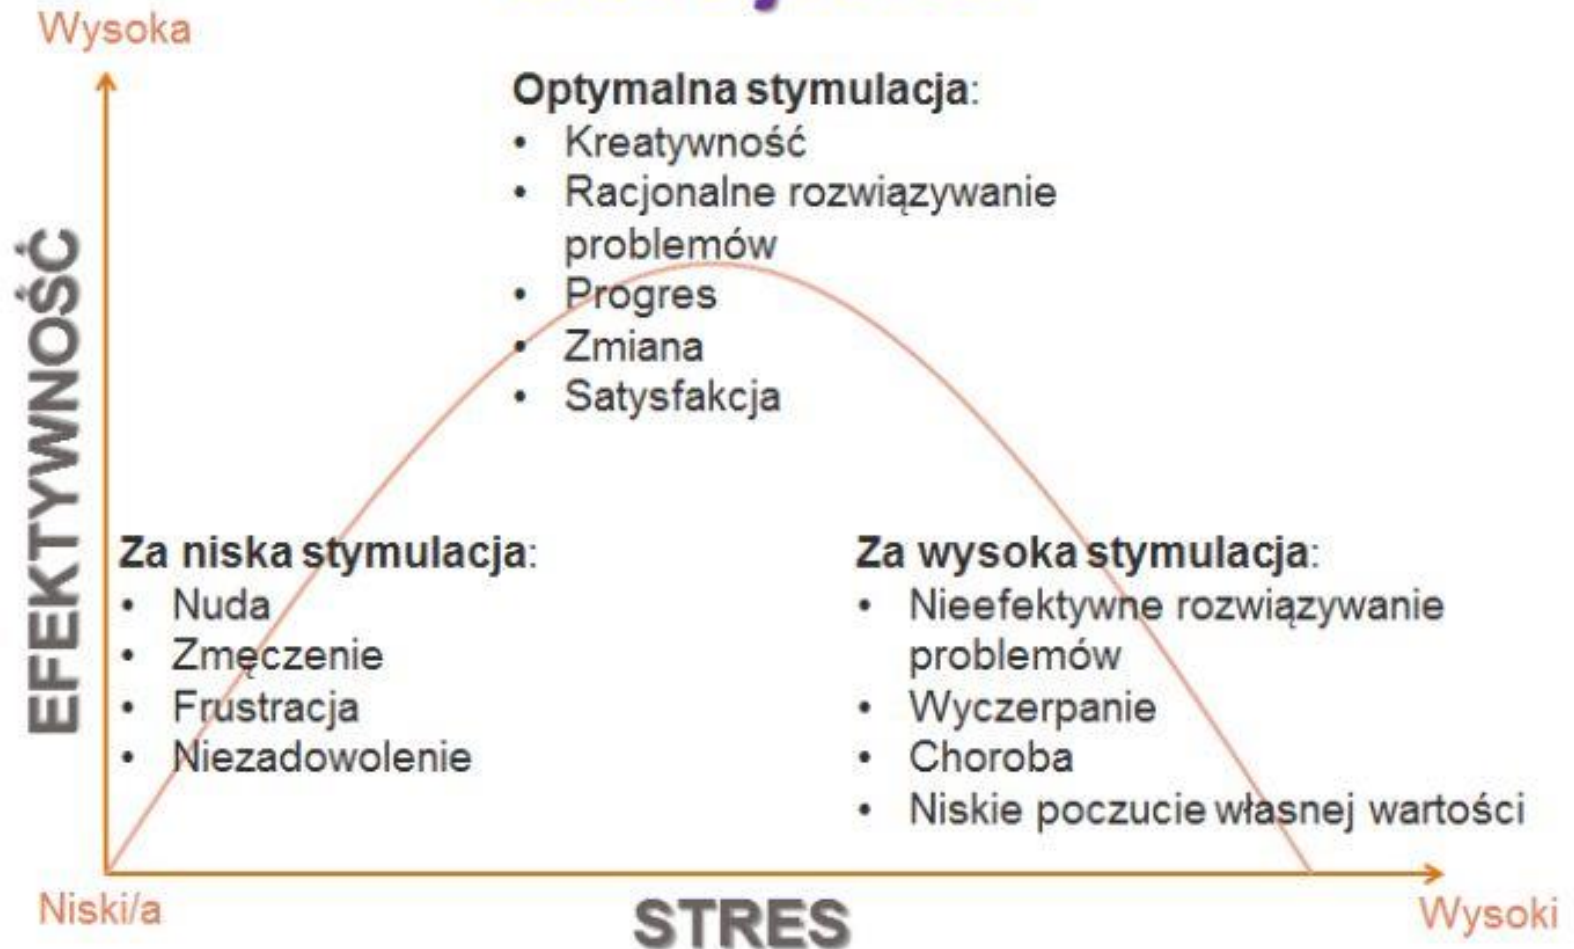 Wysoka
Optymalna stymulacja:
• Kreatywność
• Racjonalne rozwiązywanie
problemów
• Progres
• Zmiana
• Satysfakcja
EFEKTYWNOŚĆ
Za niska stymulacja:
• Nuda
• Zmęczenie
• Frustracja
• Niezadowolenie
Za wysoka stymulacja:
• Nieefektywne rozwiązywanie
problemów
• Wyczerpanie
• Choroba
• Niskie poczucie własnej wartości
Niski/a
STRES
Wysoki